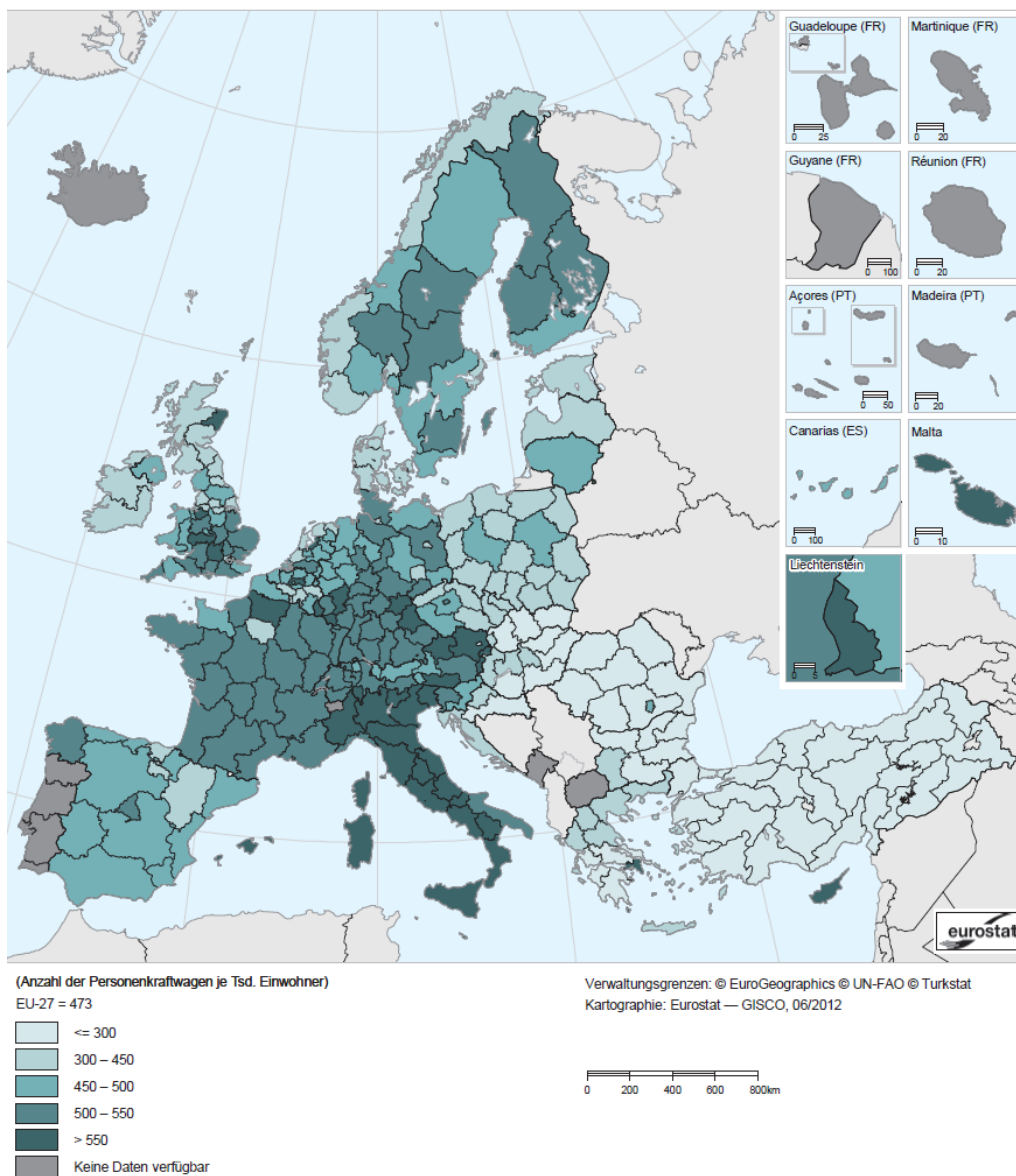 Guadeloupe (FR)
0 25
Martinique (FR)
0 20
Guyane (FR)
0 100
Réunion (FR)
0 20
Açores (PT)
0 50
Madeira (PT)
0 20
Canarias (ES)
0 100
Malta
0 10
Liechtenstein
0 5
eurostat
(Anzahl der Personenkraftwagen je Tsd. Einwohner)
EU-27 = 473
<= 300
300 – 450
450 – 500
500 – 550
> 550
Keine Daten verfügbar
Verwaltungsgrenzen: © EuroGeographics © UN-FAO © Turkstat
Kartographie: Eurostat — GISCO, 06/2012
0 200 400 600 800km